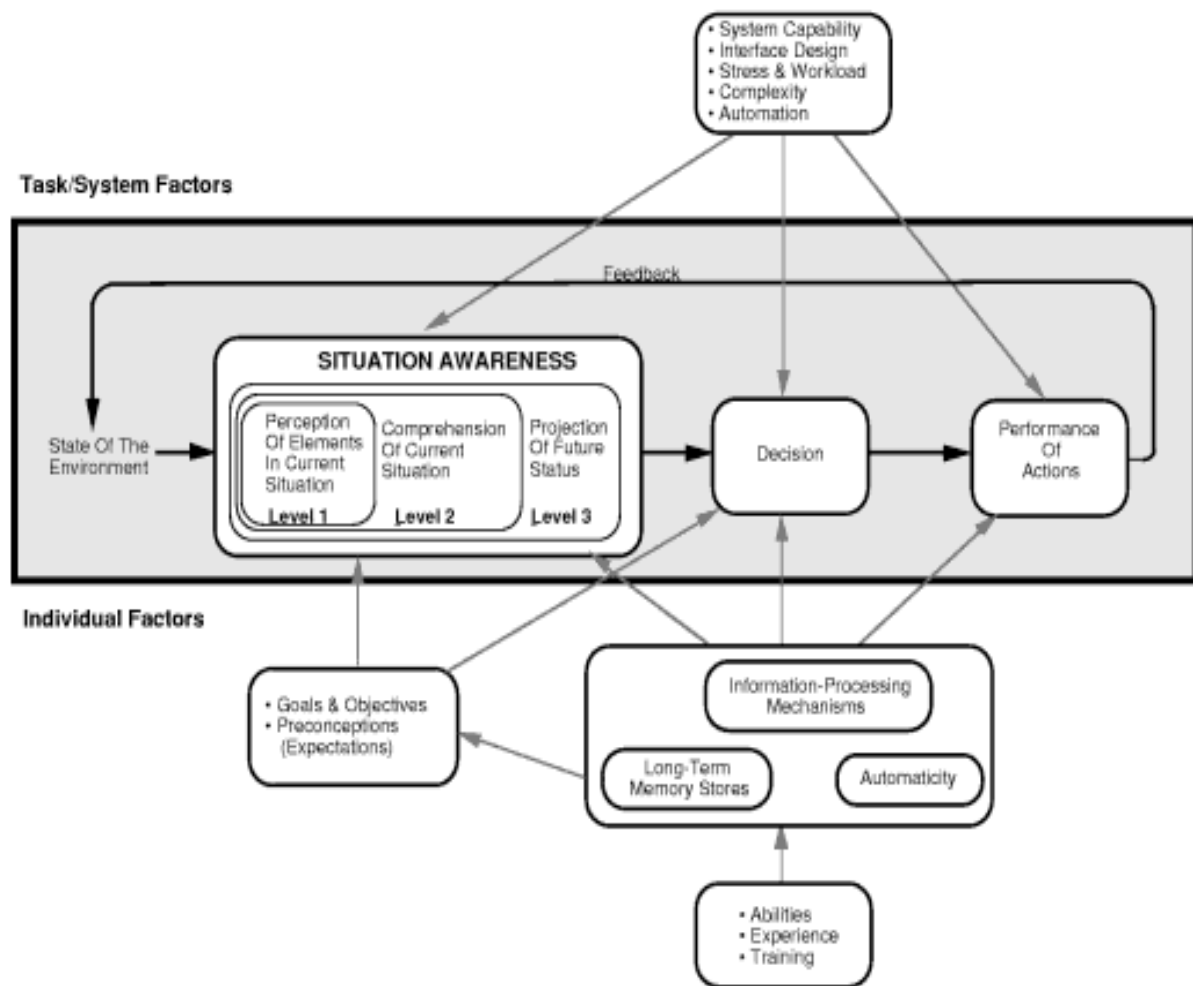 • System Capability
• Interface Design
• Stress & Workload
• Complexity
• Automation
Task/System Factors
Feedback
SITUATION AWARENESS
Perception
Of Elements
In Current
Situation
Level 1
Comprehension
Of Current
Situation
Level 2
Projection
Of Future
Status
Level 3
State Of The
Environment
Decision
Performance
Of
Actions
Individual Factors
• Goals & Objectives
• Preconceptions
(Expectations)
Information-Processing
Mechanisms
Long-Term
Memory Stores
Automaticity
• Abilities
• Experience
• Training